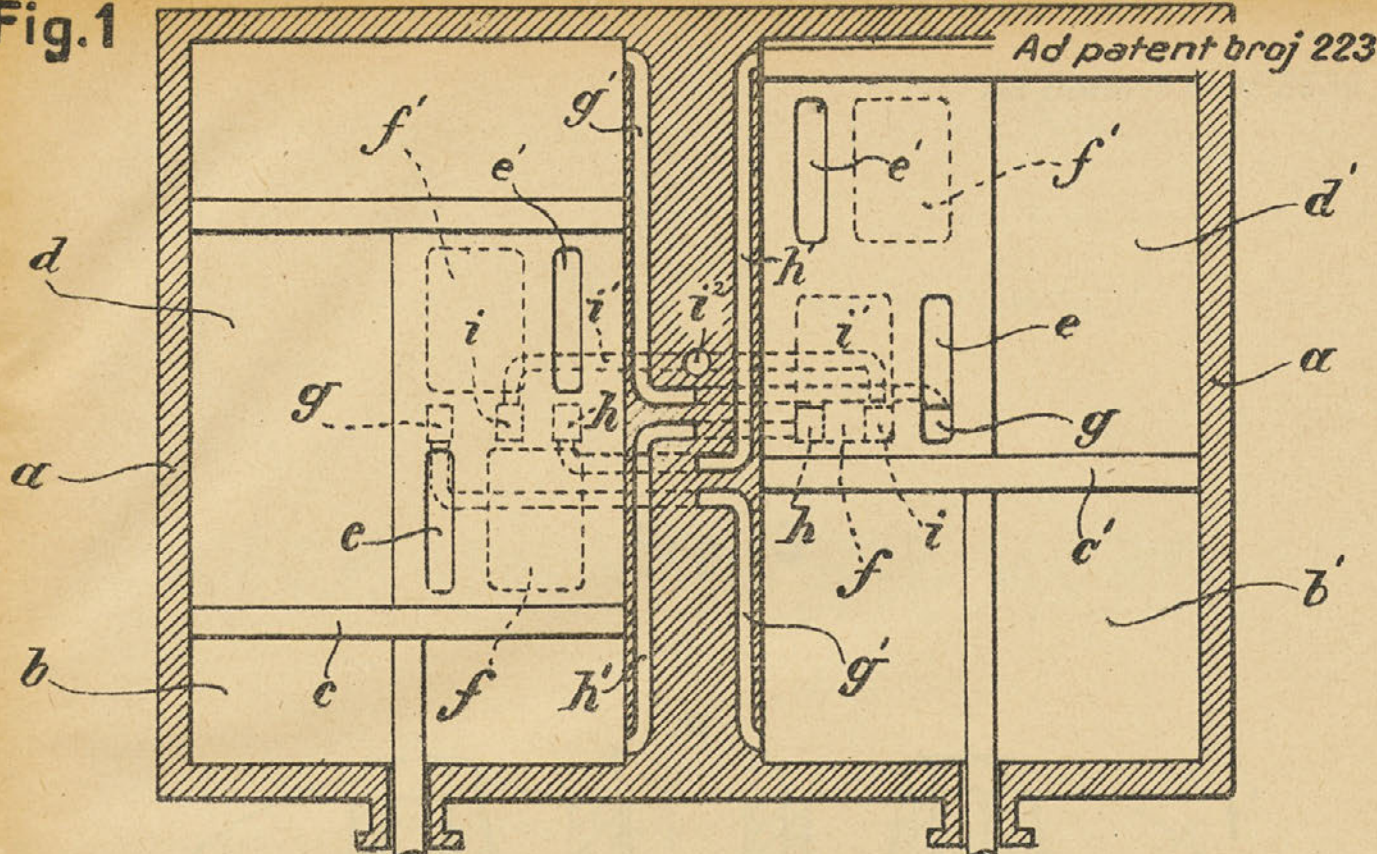 Fig.1
Ad patent broj 223
g'
f'
e'
e'
f'
d'
h'
d
i
i'
i²
i'
e
a
g
h
g
a
h
f
i
c'
e
b'
b
c
f
h'
g'